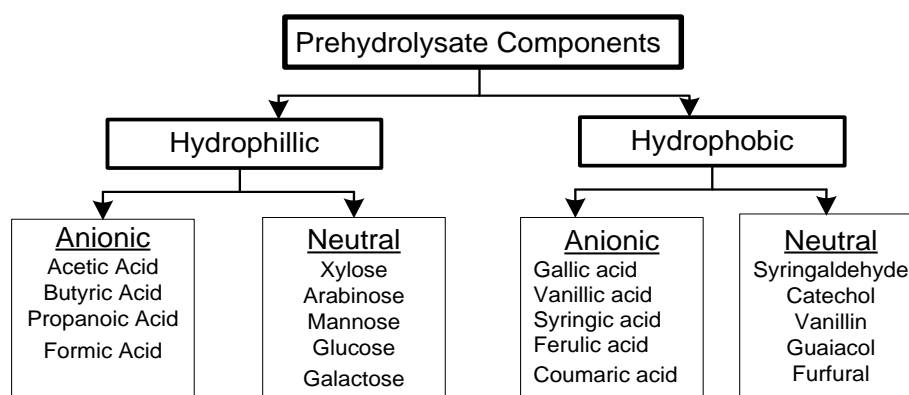 Prehydrolysate Components
Hydrophillic
Hydrophobic
Anionic
Acetic Acid
Butyric Acid
Propanoic Acid
Formic Acid
Neutral
Xylose
Arabinose
Mannose
Glucose
Galactose
Anionic
Gallic acid
Vanillic acid
Syringic acid
Ferulic acid
Coumaric acid
Neutral
Syringaldehyde
Catechol
Vanillin
Guaiacol
Furfural